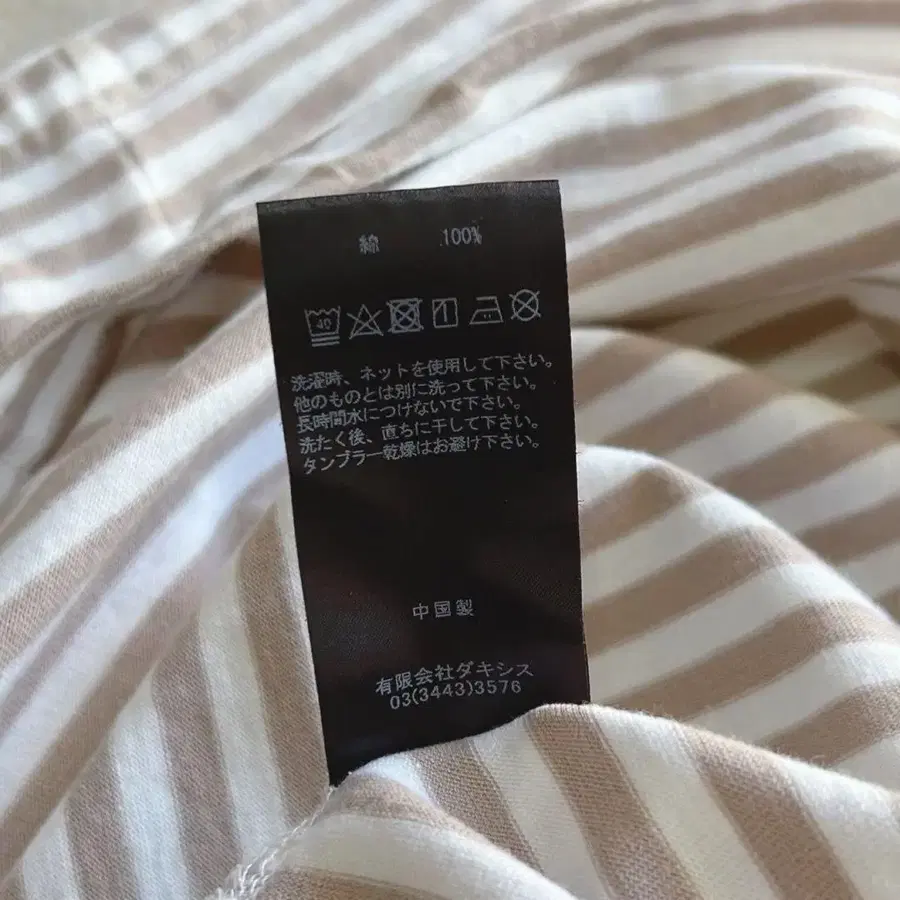 綿 100%
40
洗濯時、ネットを使用して下さい。
他のものとは別に洗って下さい。
長時間水につけないで下さい。
洗たく後、直ちに干して下さい。
タンブラー乾燥はお避け下さい。
中国製
有限会社ダキシス
03(3443)3576